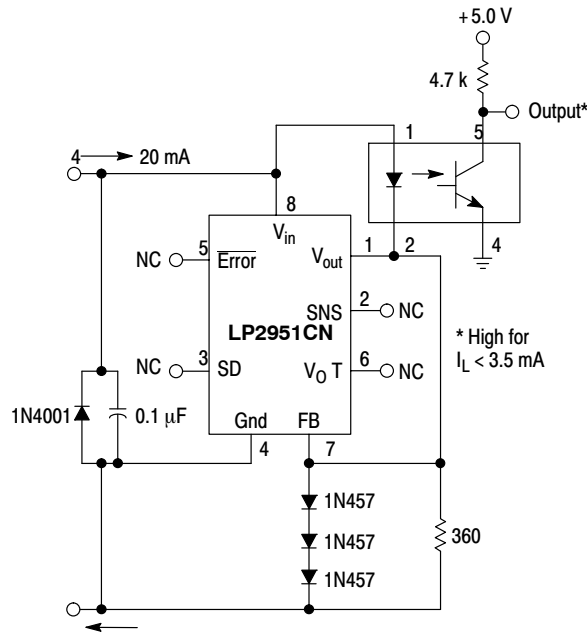 + 5.0 V
4.7 k
Output*
1
5
4
20 mA
8
Vin
4
NC
5
Error
Vout
1
2
SNS
2
NC
LP2951CN
* High for
IL < 3.5 mA
NC
3
SD
VO T
6
NC
1N4001
0.1 μF
Gnd
FB
4
7
1N457
1N457
360
1N457